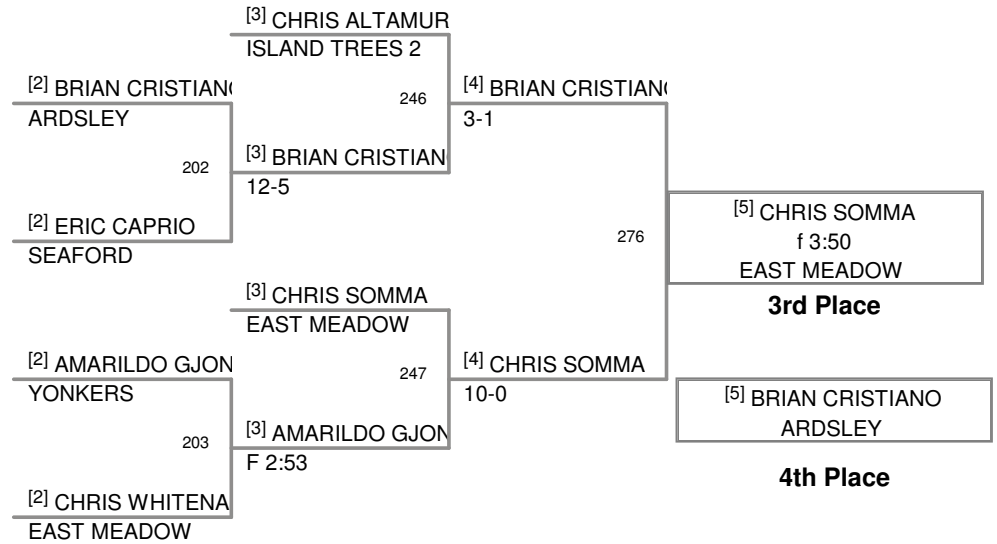 [3] CHRIS ALTAMUR
ISLAND TREES 2
[2] BRIAN CRISTIANO
ARDSLEY
246
[4] BRIAN CRISTIANO
3-1
202
[3] BRIAN CRISTIAN
12-5
[2] ERIC CAPRIO
SEAFORD
276
[5] CHRIS SOMMA
f 3:50
EAST MEADOW
3rd Place
[3] CHRIS SOMMA
EAST MEADOW
[2] AMARILDO GJON
YONKERS
247
[4] CHRIS SOMMA
10-0
203
[3] AMARILDO GJON
F 2:53
[5] BRIAN CRISTIANO
ARDSLEY
4th Place
[2] CHRIS WHITENA
EAST MEADOW